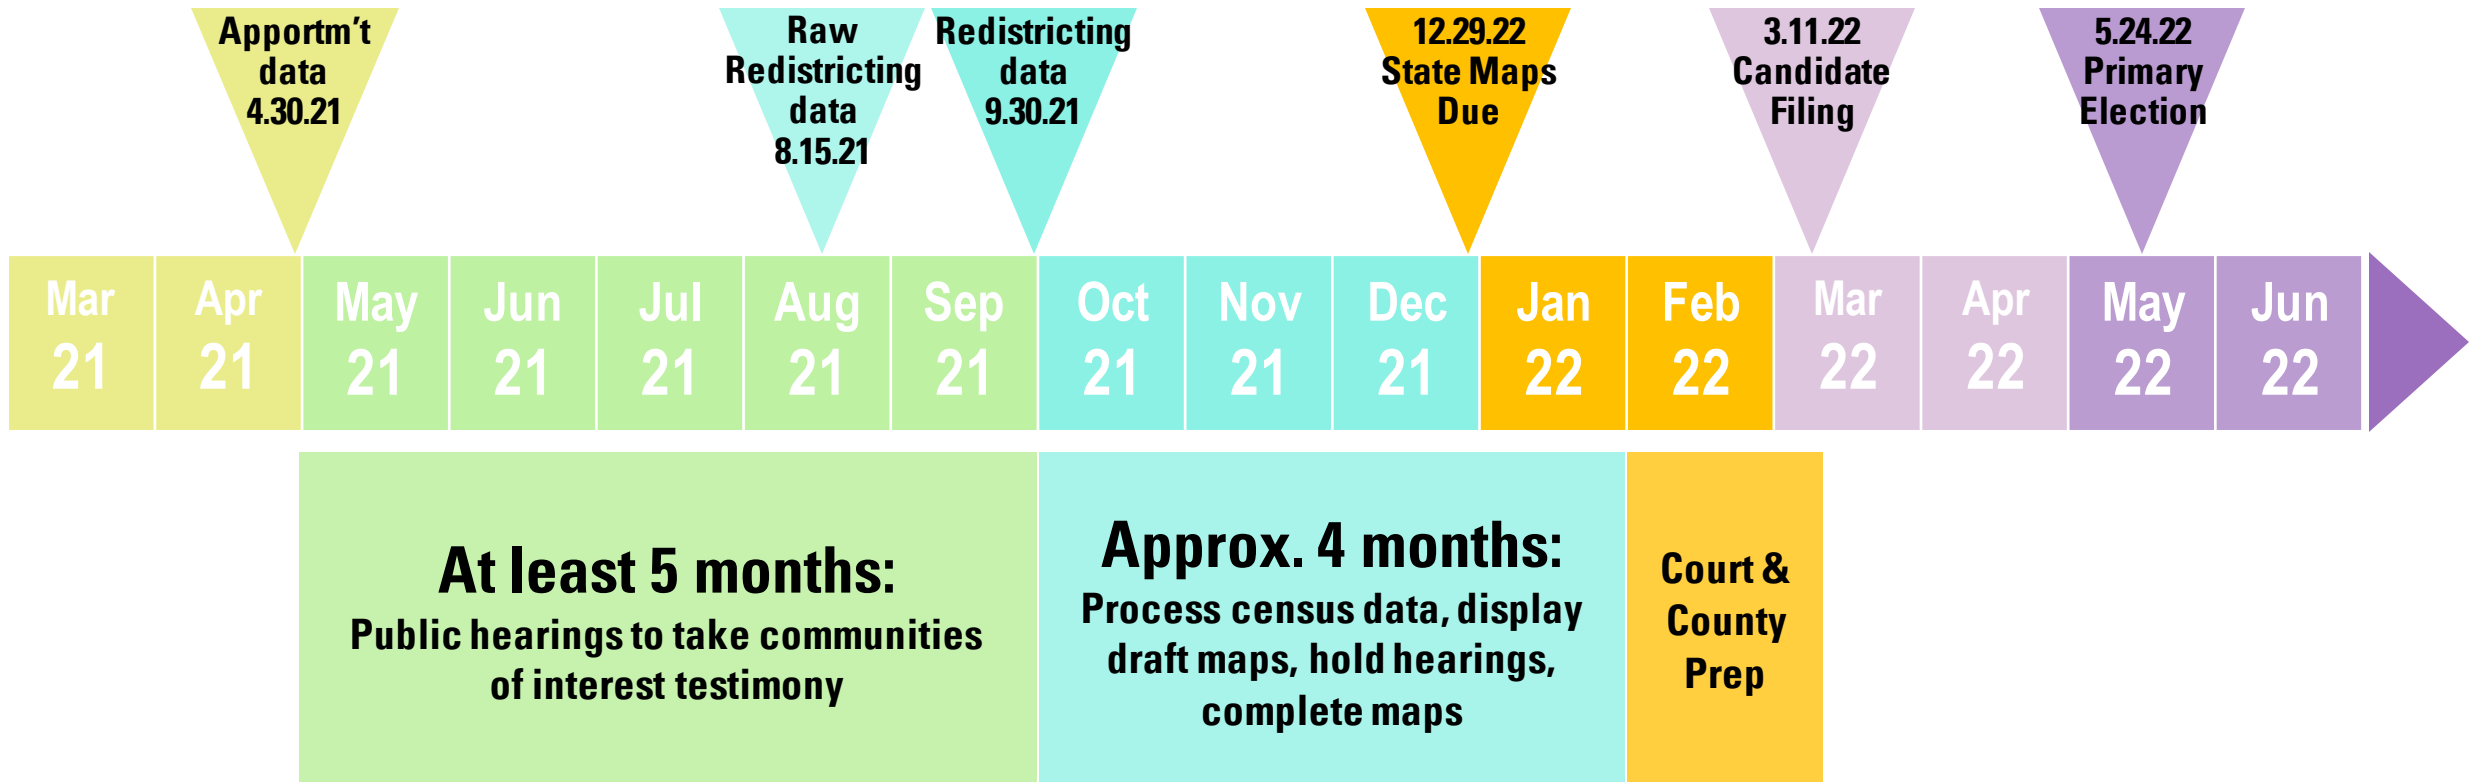 Apportm't
data
4.30.21
Raw
Redistricting
data
8.15.21
Redistricting
data
9.30.21
12.29.22
State Maps
Due
3.11.22
Candidate
Filing
5.24.22
Primary
Election
Mar
21
Apr
21
May
21
Jun
21
Jul
21
Aug
21
Sep
21
Oct
21
Nov
21
Dec
21
Jan
22
Feb
22
Mar
22
Apr
22
May
22
Jun
22
At least 5 months:
Public hearings to take communities
of interest testimony
Approx. 4 months:
Process census data, display
draft maps, hold hearings,
complete maps
Court &
County
Prep